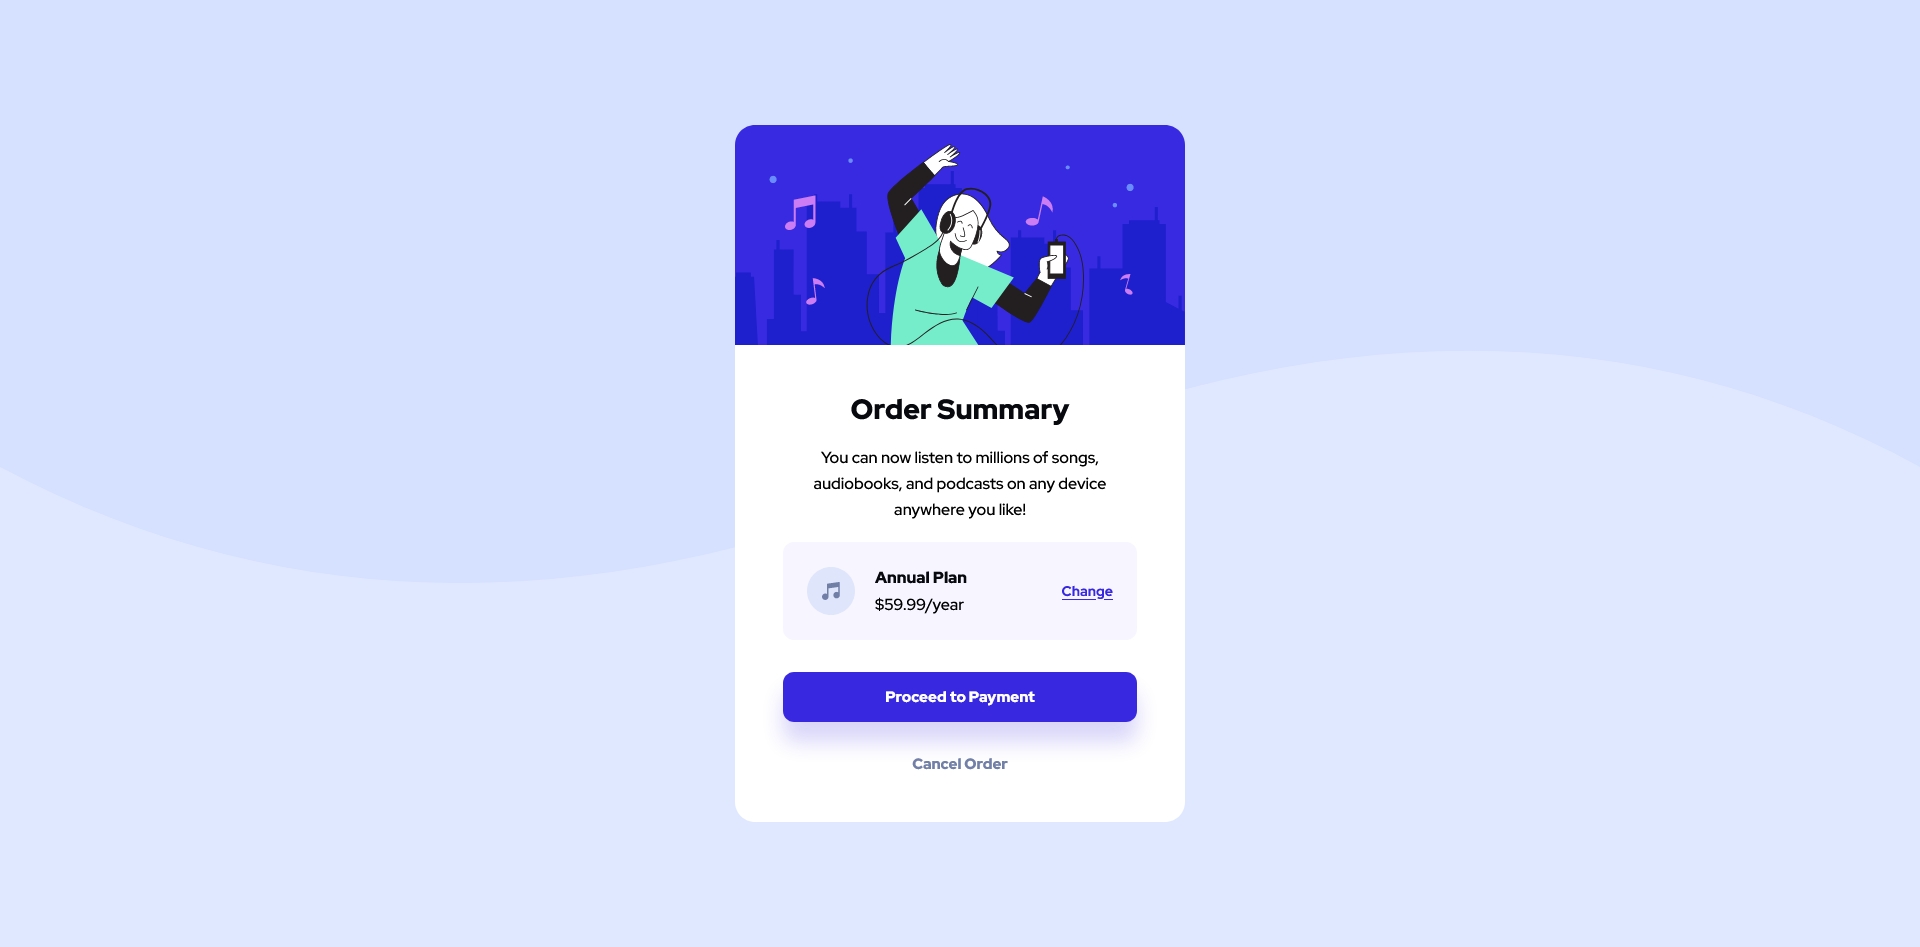 Order Summary
You can now listen to millions of songs,
audiobooks, and podcasts on any device
anywhere you like!
Annual Plan
$59.99/year
Change
Proceed to Payment
Cancel Order